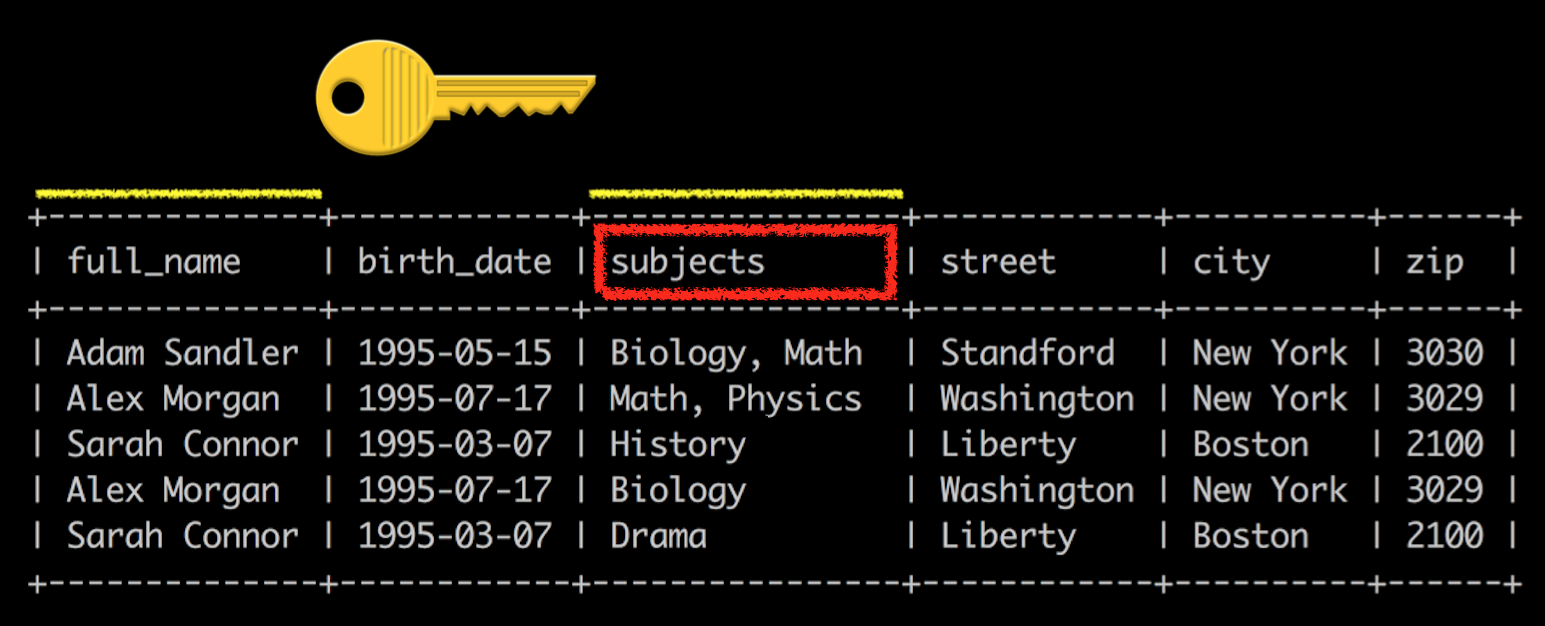 +--------------+------------+----------------+------------+----------+------+
| full_name    | birth_date | subjects       | street     | city     | zip  |
+--------------+------------+----------------+------------+----------+------+
| Adam Sandler | 1995-05-15 | Biology, Math  | Standford  | New York | 3030 |
| Alex Morgan  | 1995-07-17 | Math, Physics  | Washington | New York | 3029 |
| Sarah Connor | 1995-03-07 | History        | Liberty    | Boston   | 2100 |
| Alex Morgan  | 1995-07-17 | Biology        | Washington | New York | 3029 |
| Sarah Connor | 1995-03-07 | Drama          | Liberty    | Boston   | 2100 |
+--------------+------------+----------------+------------+----------+------+